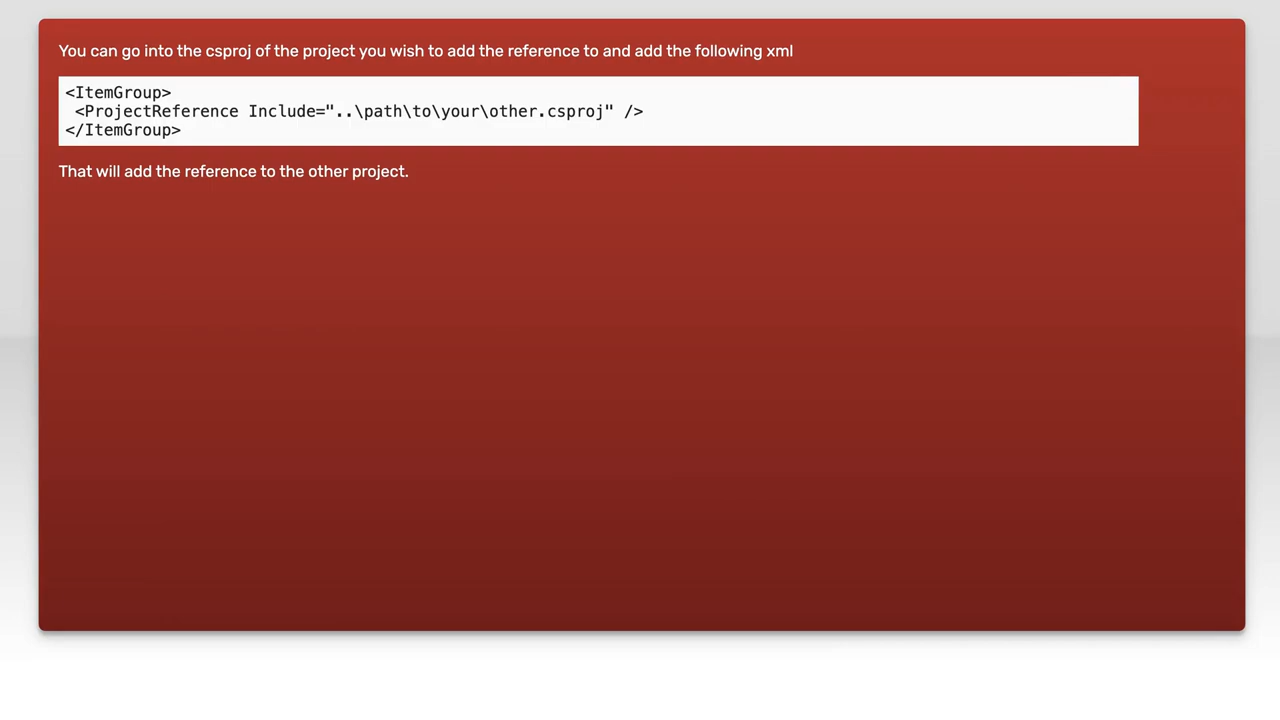 You can go into the csproj of the project you wish to add the reference to and add the following xml
<ItemGroup>
 <ProjectReference Include="..\path\to\your\other.csproj" />
</ItemGroup>
That will add the reference to the other project.